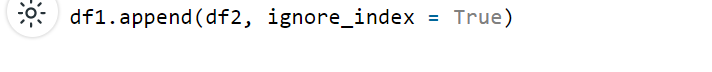 df1.append(df2, ignore_index = True)